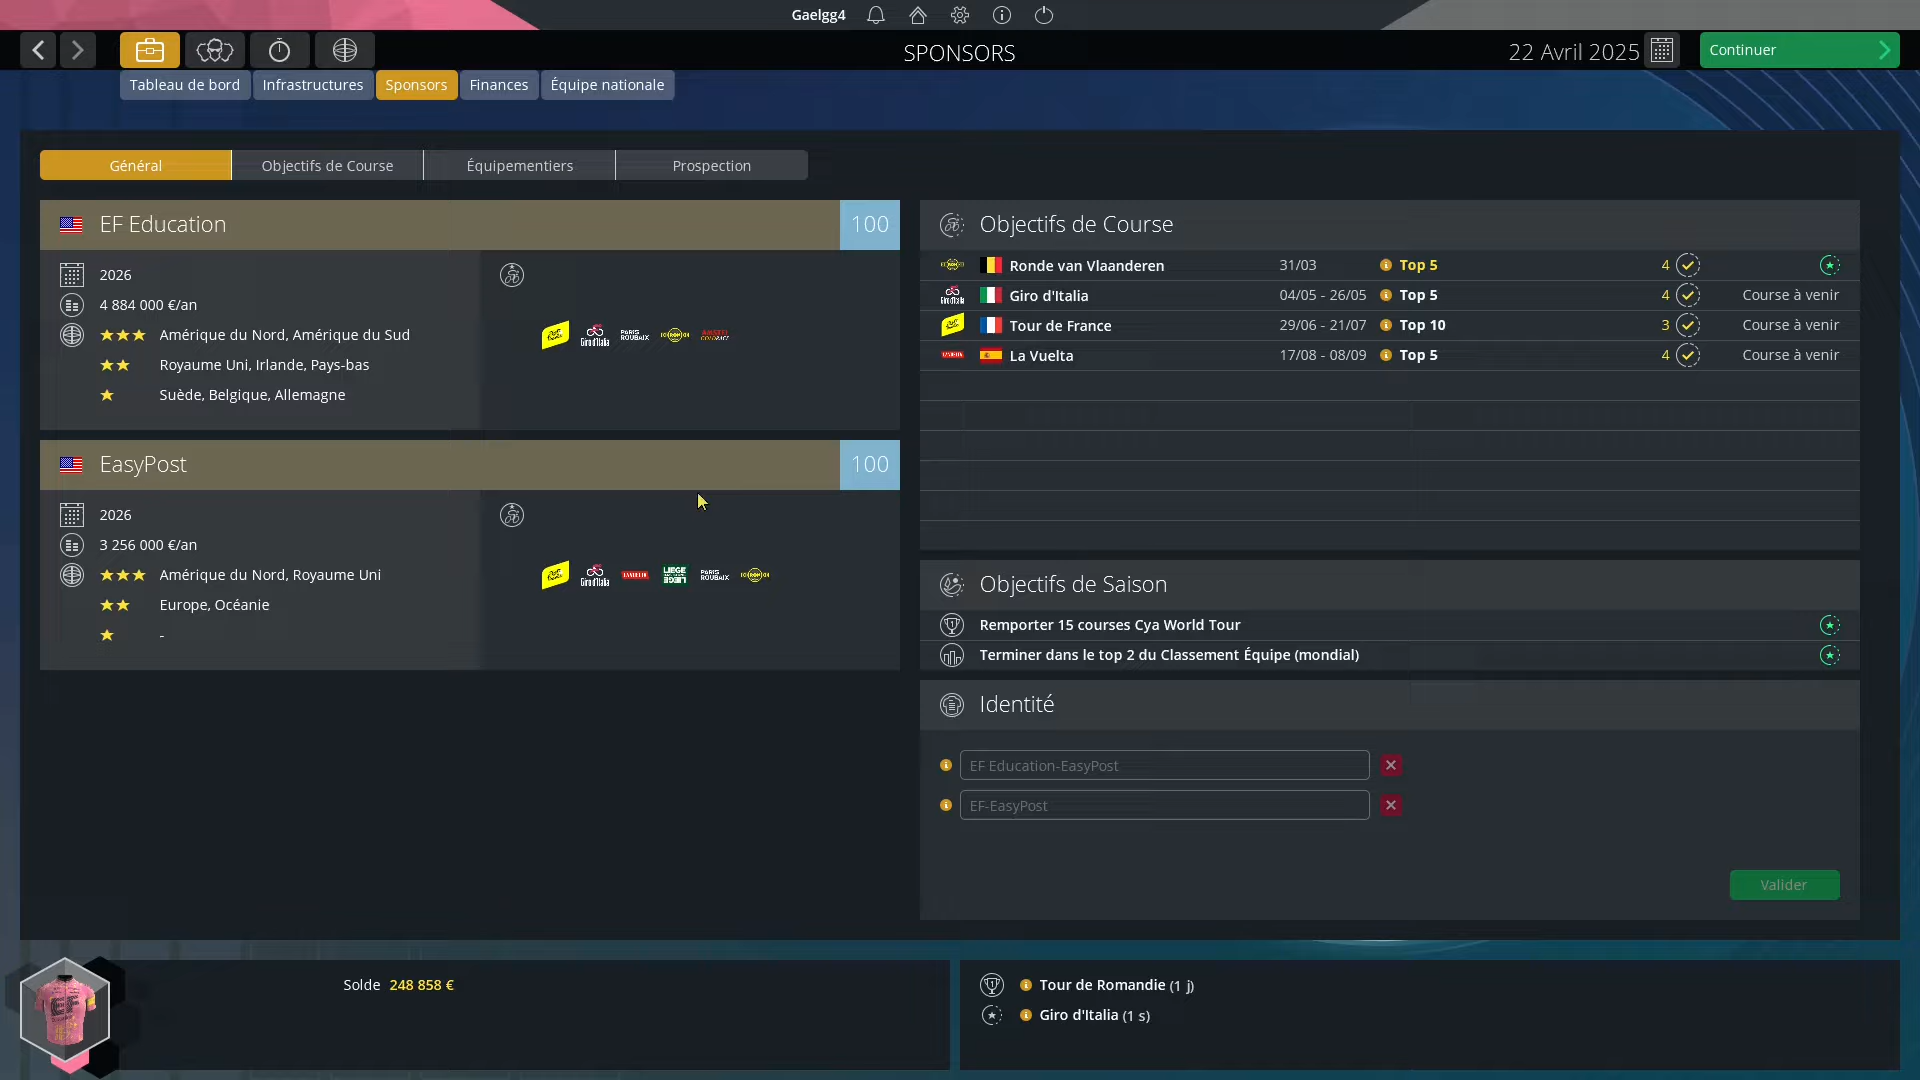 Gaelgg4
SPONSORS
22 Avril 2025
Continuer
Tableau de bord
Infrastructures
Sponsors
Finances
Équipe nationale
Général
Objectifs de Course
Équipementiers
Prospection
EF Education
100
2026
4 884 000 €/an
Amérique du Nord, Amérique du Sud
Royaume Uni, Irlande, Pays-bas
Suède, Belgique, Allemagne
PARIS ROUBAIX
EasyPost
100
2026
3 256 000 €/an
Amérique du Nord, Royaume Uni
Europe, Océanie
-
LIEGE
PARIS ROUBAIX
Objectifs de Course
Ronde van Vlaanderen 31/03 Top 5 4
Giro d'Italia 04/05 - 26/05 Top 5 4 Course à venir
Tour de France 29/06 - 21/07 Top 10 3 Course à venir
La Vuelta 17/08 - 08/09 Top 5 4 Course à venir
Objectifs de Saison
Remporter 15 courses Cya World Tour
Terminer dans le top 2 du Classement Équipe (mondial)
Identité
EF Education-EasyPost
EF-EasyPost
Valider
Solde 248 858 €
Tour de Romandie (1 j)
Giro d'Italia (1 s)